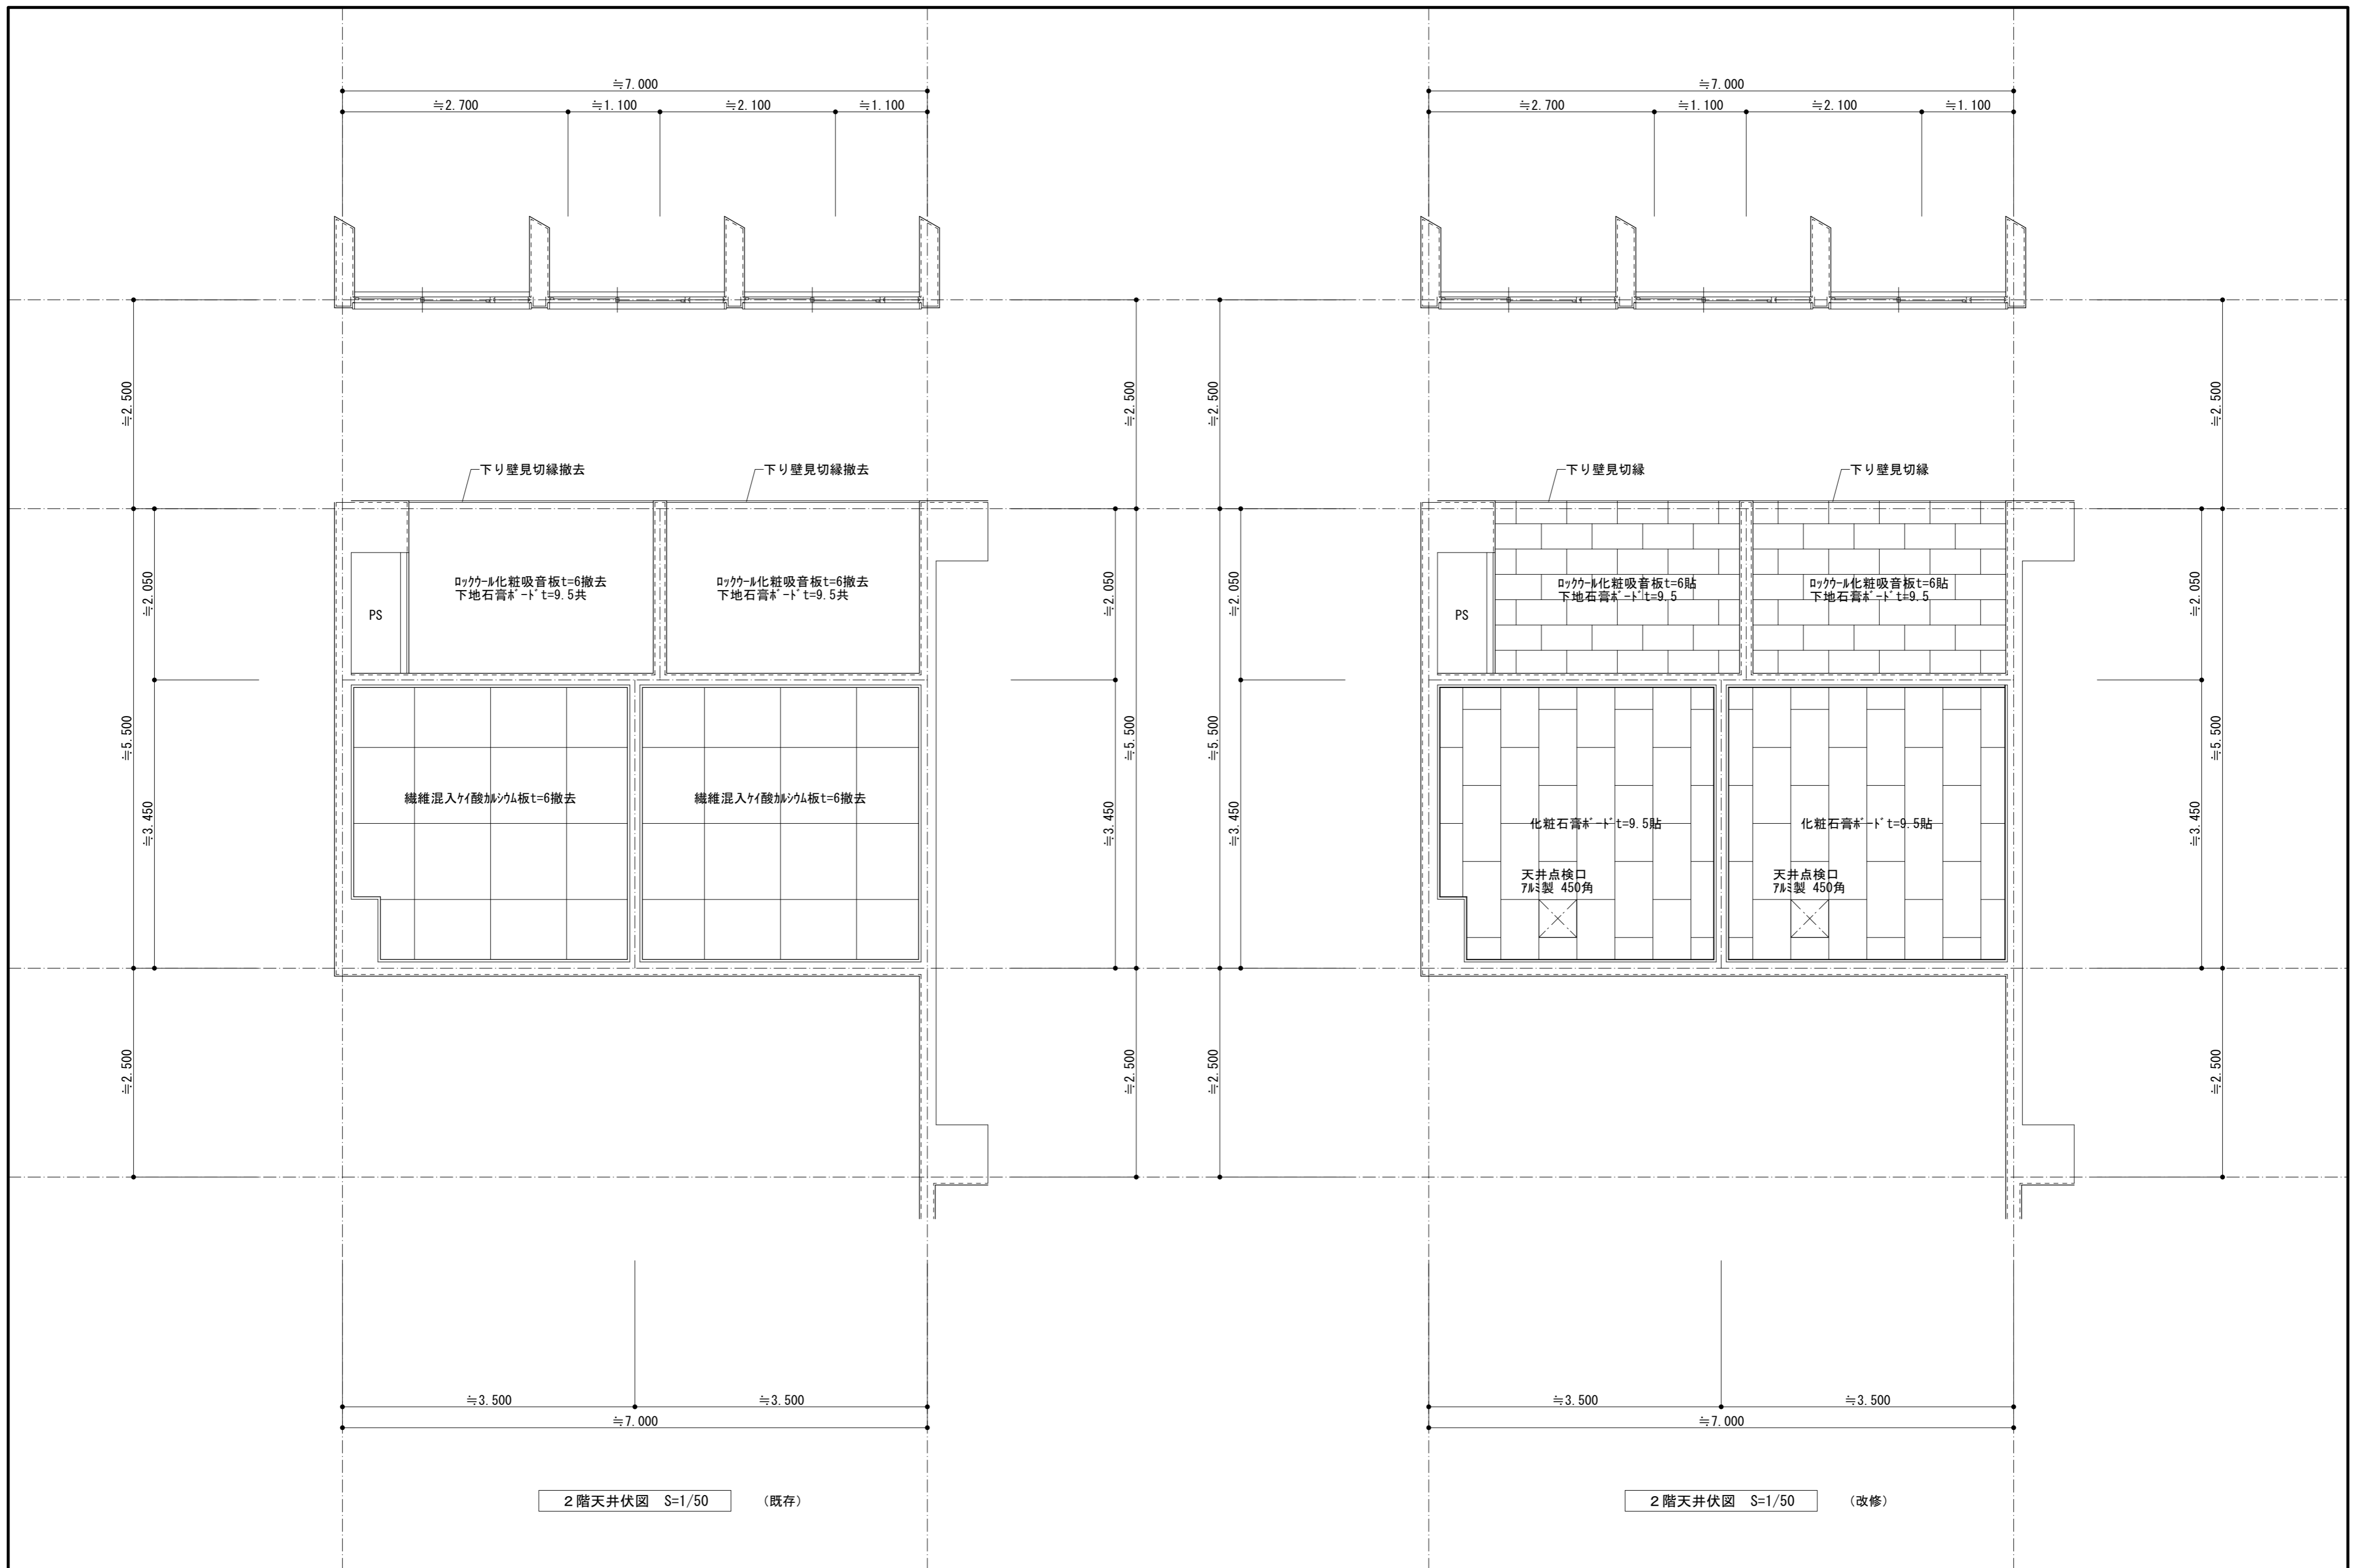 ≒7.000
≒2.700
≒1.100
≒2.100
≒1.100
≒2.500
≒2.500
下り壁見切縁撤去
下り壁見切縁撤去
ﾛｯｸｳｰﾙ化粧吸音板t=6撤去
下地石膏ﾎﾞｰﾄﾞt=9.5共
ﾛｯｸｳｰﾙ化粧吸音板t=6撤去
下地石膏ﾎﾞｰﾄﾞt=9.5共
PS
≒2.050
≒2.050
≒5.500
≒5.500
繊維混入ｹｲ酸ｶﾙｼｳﾑ板t=6撤去
繊維混入ｹｲ酸ｶﾙｼｳﾑ板t=6撤去
≒3.450
≒3.450
≒2.500
≒2.500
≒3.500
≒3.500
≒7.000
2階天井伏図 S=1/50
(既存)
≒7.000
≒2.700
≒1.100
≒2.100
≒1.100
≒2.500
≒2.500
下り壁見切縁
下り壁見切縁
ﾛｯｸｳｰﾙ化粧吸音板t=6貼
下地石膏ﾎﾞｰﾄﾞt=9.5
ﾛｯｸｳｰﾙ化粧吸音板t=6貼
下地石膏ﾎﾞｰﾄﾞt=9.5
PS
≒2.050
≒2.050
≒5.500
≒5.500
化粧石膏ﾎﾞｰﾄﾞt=9.5貼
化粧石膏ﾎﾞｰﾄﾞt=9.5貼
≒3.450
≒3.450
天井点検口
ｱﾙﾐ製 450角
天井点検口
ｱﾙﾐ製 450角
≒2.500
≒2.500
≒3.500
≒3.500
≒7.000
2階天井伏図 S=1/50
(改修)